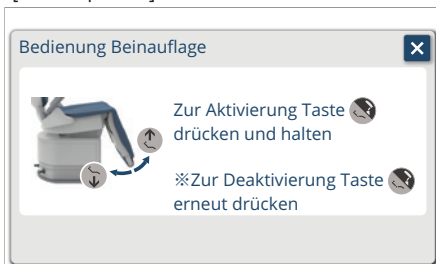 Bedienung Beinauflage
Zur Aktivierung Taste
drücken und halten
※Zur Deaktivierung Taste
erneut drücken